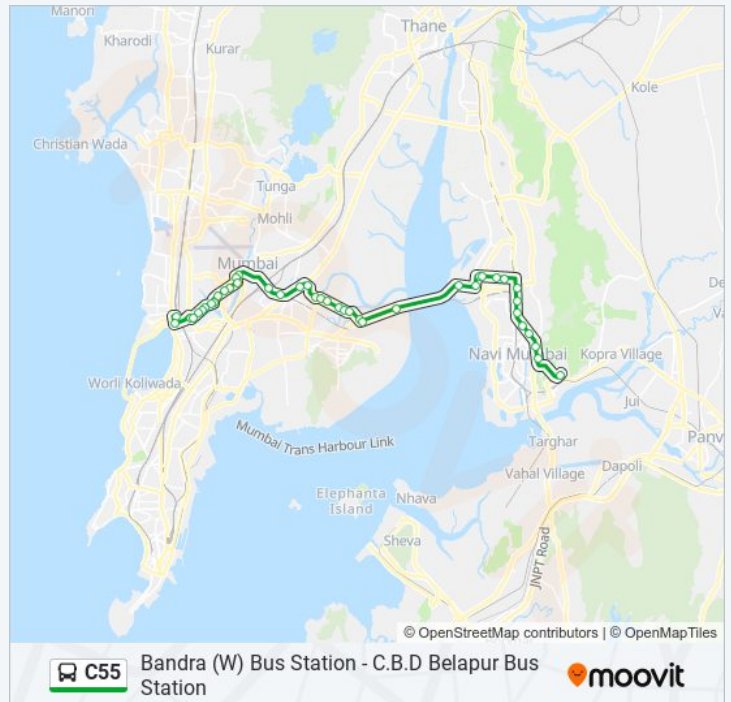 Manori
Kharodi
Kurar
Thane
Kole
Christian Wada
Tunga
Mohli
Mumbai
De
Va
Navi Mumbai
Kopra Village
Worli Koliwada
Jui
Panv
Mumbai Trans Harbour Link
Targhar
Dapoli
Vahal Village
Elephanta
Island
Nhava
Sheva
JNPT Road
© OpenStreetMap contributors | © OpenMapTiles
C55
Bandra (W) Bus Station - C.B.D Belapur Bus
Station
moovit